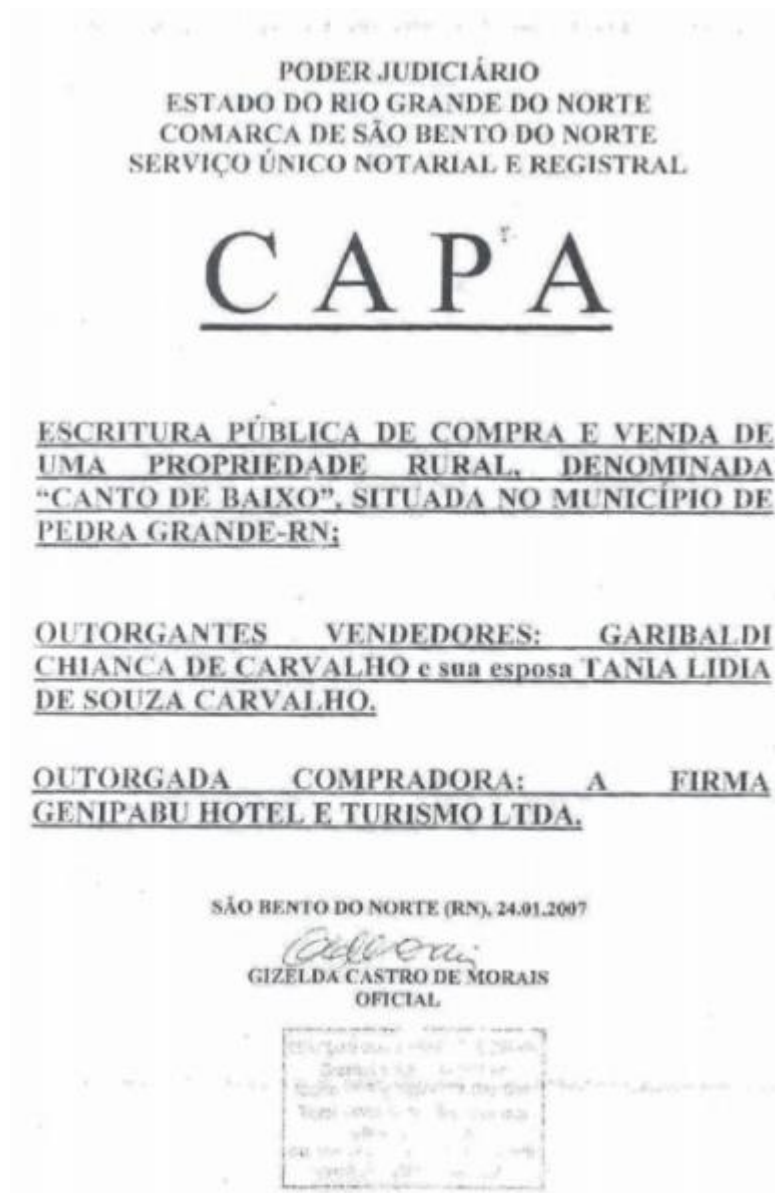 PODER JUDICIÁRIO
ESTADO DO RIO GRANDE DO NORTE
COMARCA DE SÃO BENTO DO NORTE
SERVIÇO ÚNICO NOTARIAL E REGISTRAL
C A P A
ESCRITURA PÚBLICA DE COMPRA E VENDA DE
UMA PROPRIEDADE RURAL, DENOMINADA
“CANTO DE BAIXO”, SITUADA NO MUNICÍPIO DE
PEDRA GRANDE-RN;
OUTORGANTES VENDEDORES: GARIBALDI
CHIANCA DE CARVALHO e sua esposa TANIA LIDIA
DE SOUZA CARVALHO.
OUTORGADA COMPRADORA: A FIRMA
GENIPABU HOTEL E TURISMO LTDA.
SÃO BENTO DO NORTE (RN), 24.01.2007
GIZELDA CASTRO DE MORAIS
OFICIAL